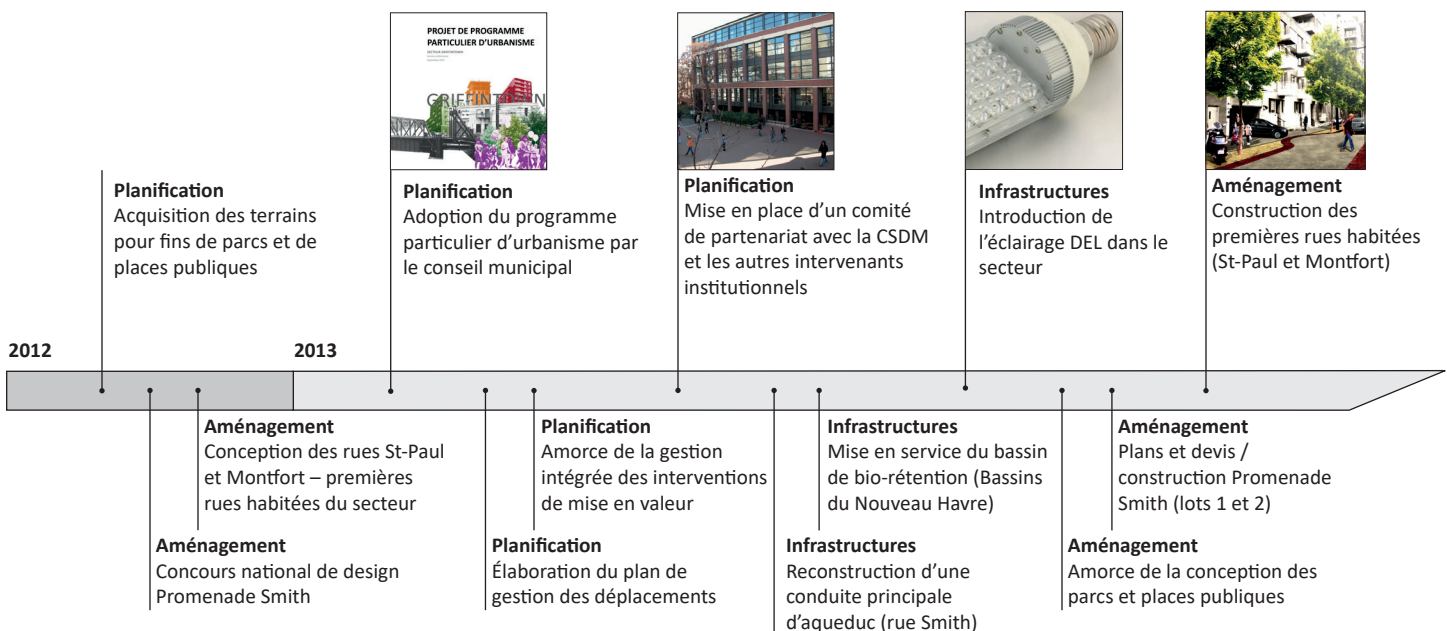 PROJET DE PROGRAMME
PARTICULIER D'URBANISME
GRIFFINTOWN
Planification
Acquisition des terrains
pour fins de parcs et de
places publiques
Planification
Adoption du programme
particulier d'urbanisme par
le conseil municipal
Planification
Mise en place d'un comité
de partenariat avec la CSDM
et les autres intervenants
institutionnels
Infrastructures
Introduction de
l'éclairage DEL dans le
secteur
Aménagement
Construction des
premières rues habitées
(St-Paul et Montfort)
2012
2013
Aménagement
Conception des rues St-Paul
et Montfort – premières
rues habitées du secteur
Planification
Amorce de la gestion
intégrée des interventions
de mise en valeur
Infrastructures
Mise en service du bassin
de bio-rétention (Bassins
du Nouveau Havre)
Aménagement
Plans et devis /
construction Promenade
Smith (lots 1 et 2)
Aménagement
Concours national de design
Promenade Smith
Planification
Élaboration du plan de
gestion des déplacements
Infrastructures
Reconstruction d'une
conduite principale
d'aqueduc (rue Smith)
Aménagement
Amorce de la conception des
parcs et places publiques